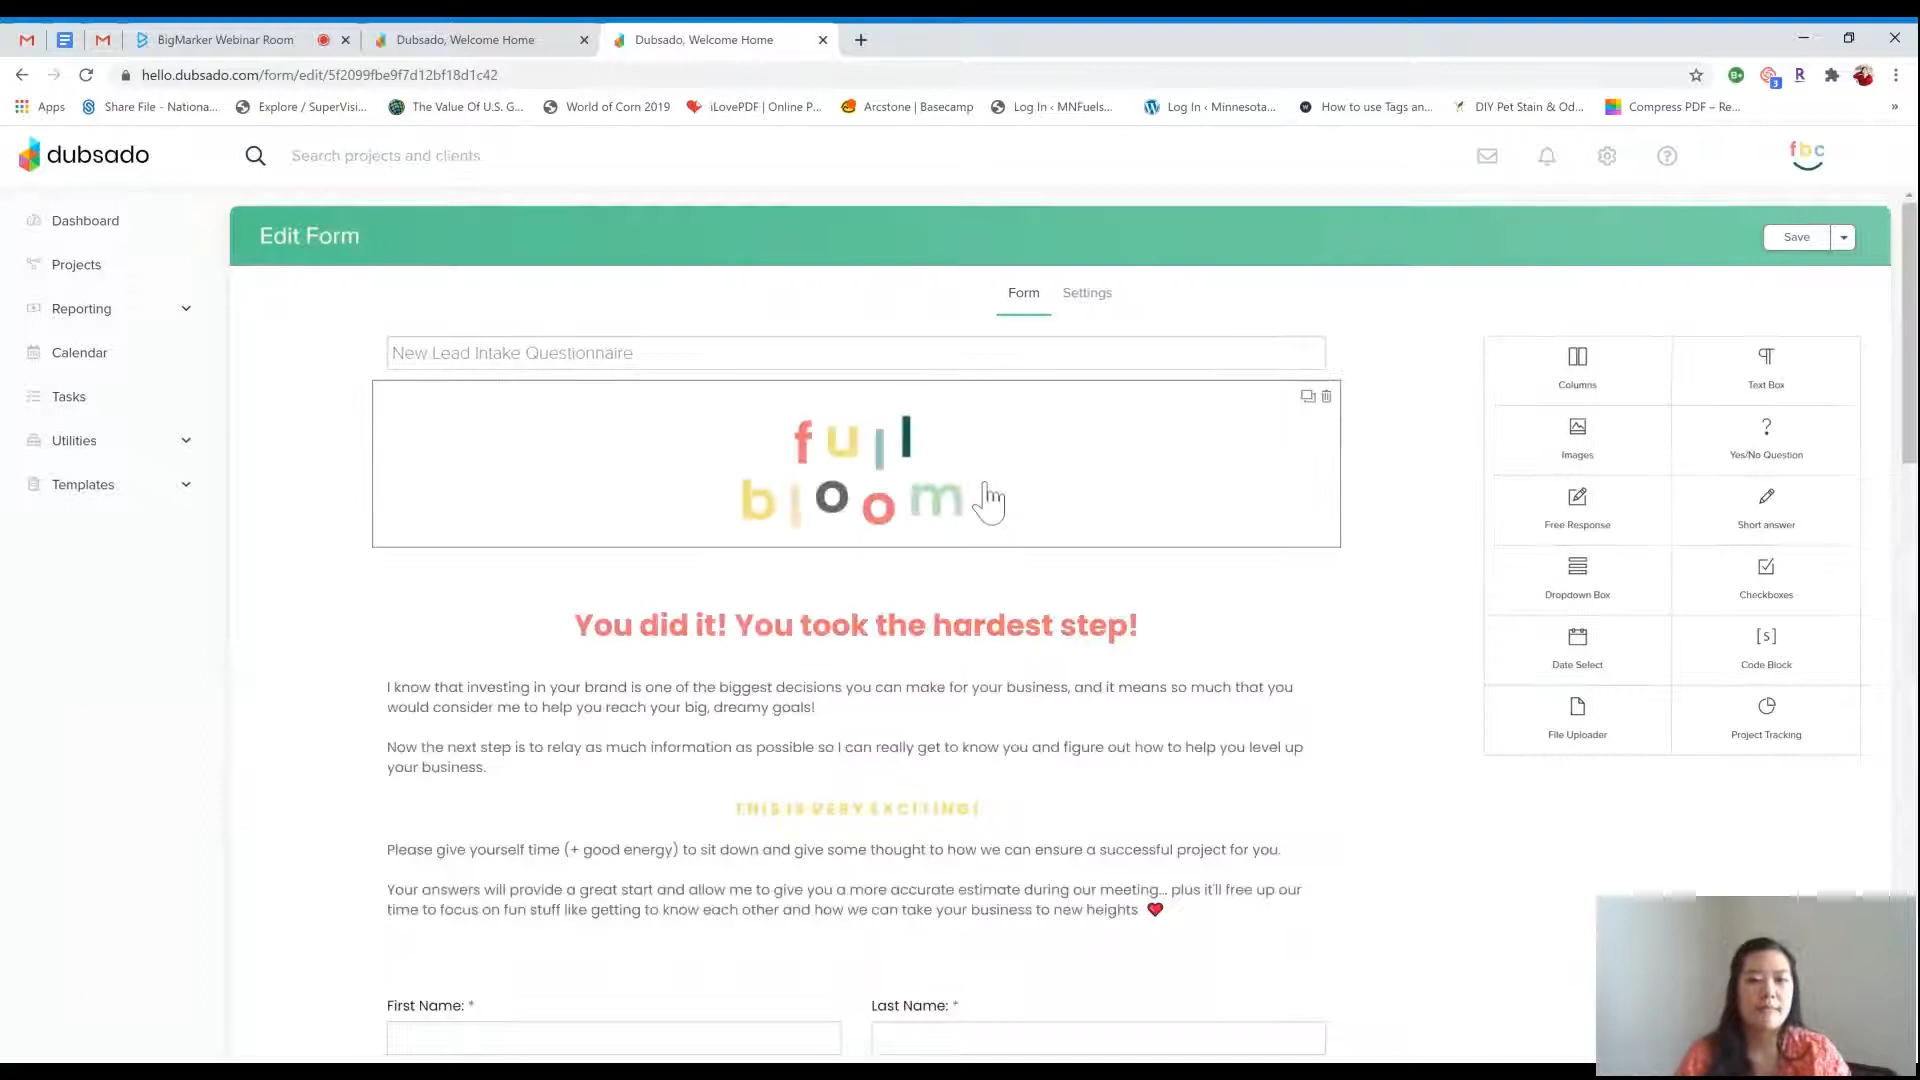 BigMarker Webinar Room
Dubsado, Welcome Home
Dubsado, Welcome Home
hello.dubsado.com/form/edit/5f2099fbe9f7d12bf18d1c42
Apps
Share File - Nationa...
Explore / SuperVisi...
The Value Of U.S. G...
World of Corn 2019
iLovePDF | Online P...
Arcstone | Basecamp
Log In ‹ MNFuels...
Log In ‹ Minnesota...
How to use Tags an...
DIY Pet Stain & Od...
Compress PDF – Re...
»
dubsado
Search projects and clients
fbc
Dashboard
Projects
Reporting
Calendar
Tasks
Utilities
Templates
Edit Form
Save
Form
Settings
New Lead Intake Questionnaire
full
bloom
You did it! You took the hardest step!
I know that investing in your brand is one of the biggest decisions you can make for your business, and it means so much that you
would consider me to help you reach your big, dreamy goals!
Now the next step is to relay as much information as possible so I can really get to know you and figure out how to help you level up
your business.
THIS IS VERY EXCITING!
Please give yourself time (+ good energy) to sit down and give some thought to how we can ensure a successful project for you.
Your answers will provide a great start and allow me to give you a more accurate estimate during our meeting... plus it'll free up our
time to focus on fun stuff like getting to know each other and how we can take your business to new heights ❤️
First Name: *
Last Name: *
Columns
Text Box
Images
Yes/No Question
Free Response
Short answer
Dropdown Box
Checkboxes
Date Select
[s]
Code Block
File Uploader
Project Tracking